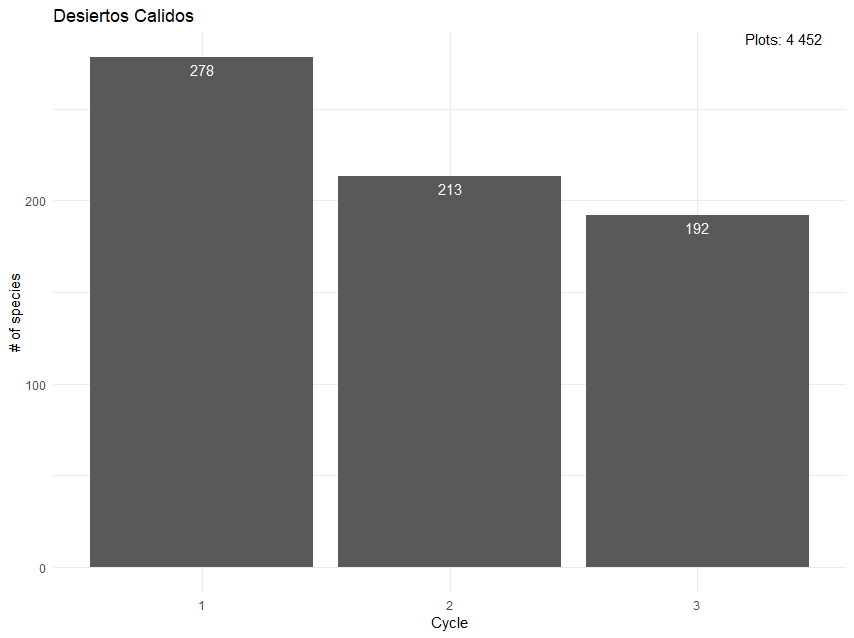 Desiertos Calidos
Plots: 4 452
278
213
192
200
100
0
# of species
1
2
3
Cycle